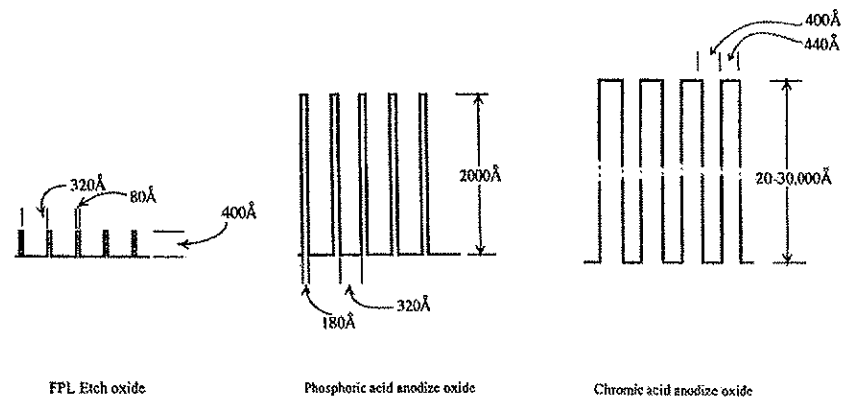 400Å
440Å
320Å
80Å
400Å
2000Å
20-30,000Å
180Å
320Å
FPL Etch oxide
Phosphoric acid anodize oxide
Chromic acid anodize oxide